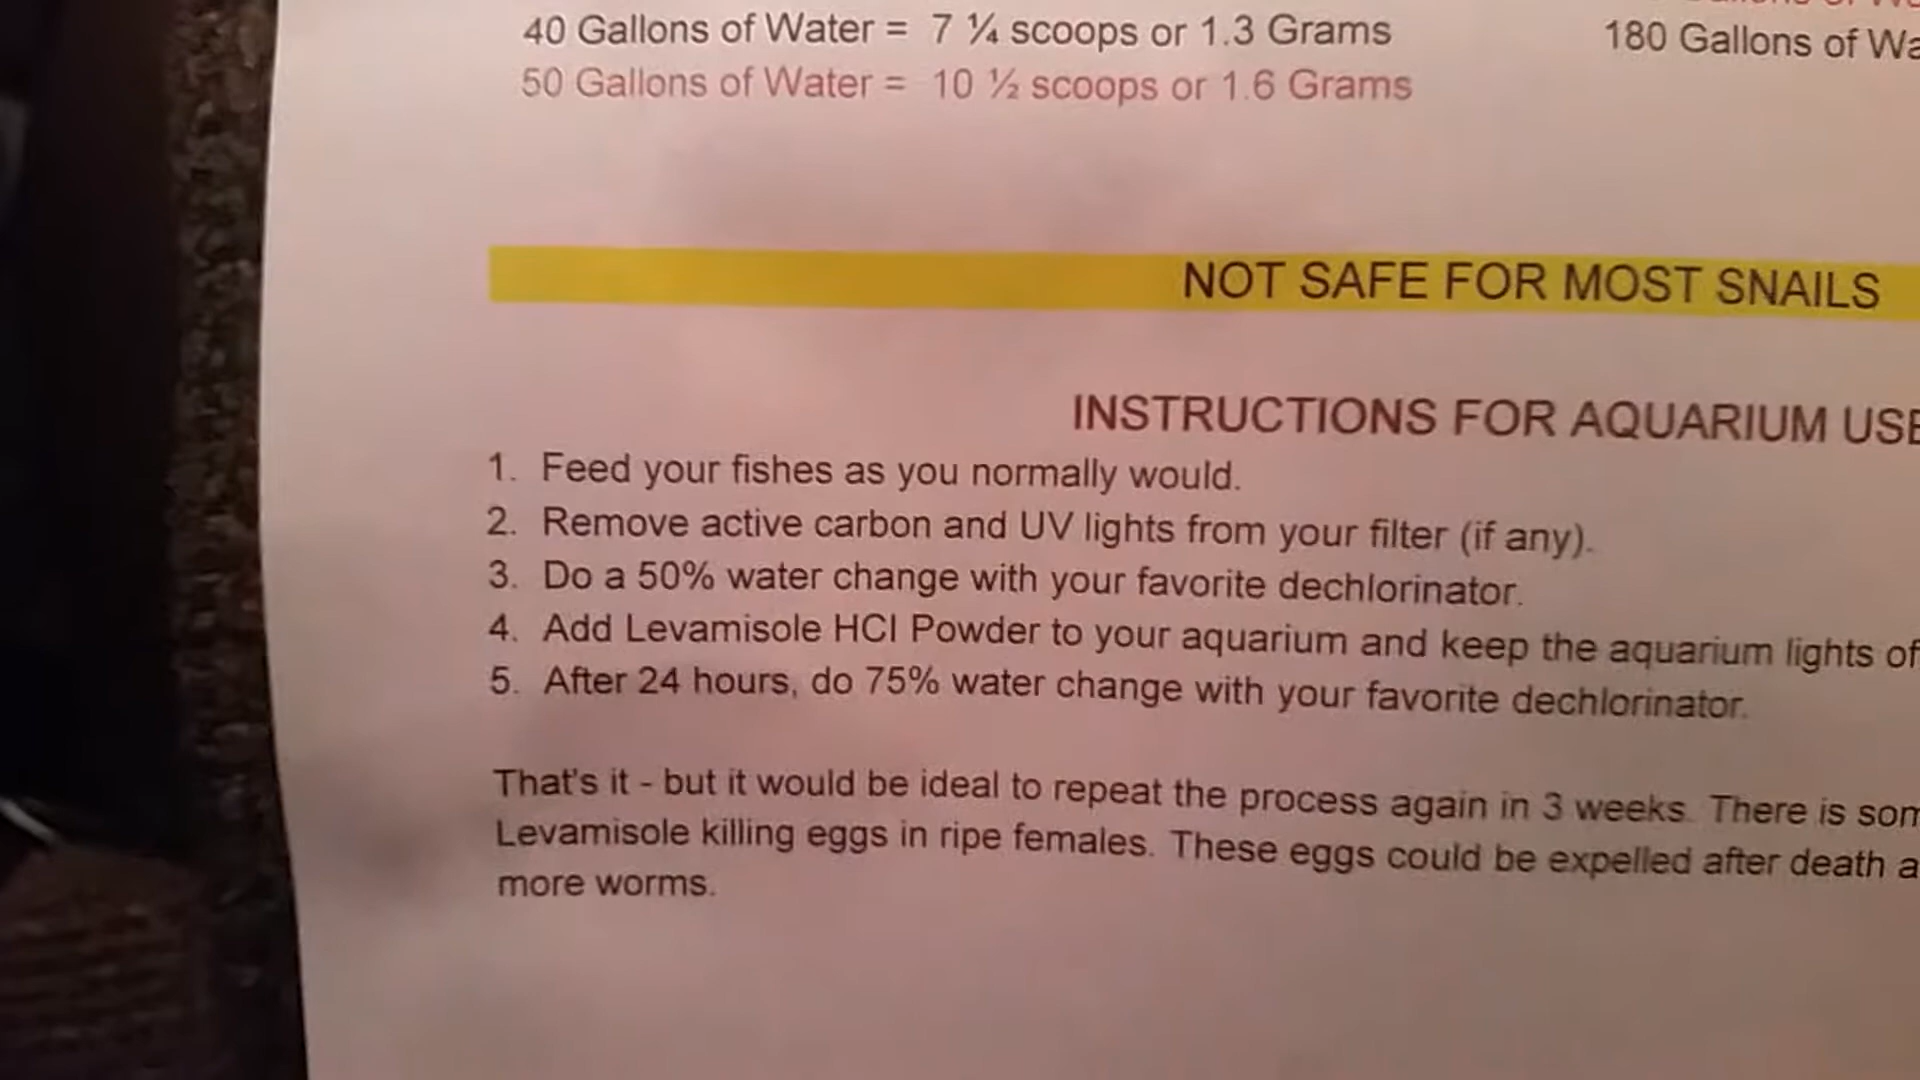 40 Gallons of Water = 7 ¼ scoops or 1.3 Grams
180 Gallons of
50 Gallons of Water = 10 ½ scoops or 1.6 Grams
NOT SAFE FOR MOST SNAILS
INSTRUCTIONS FOR AQUARIUM USE
1. Feed your fishes as you normally would.
2. Remove active carbon and UV lights from your filter (if any).
3. Do a 50% water change with your favorite dechlorinator.
4. Add Levamisole HCl Powder to your aquarium and keep the aquarium lights
5. After 24 hours, do 75% water change with your favorite dechlorinator.
That's it - but it would be ideal to repeat the process again in 3 weeks. There is
Levamisole killing eggs in ripe females. These eggs could be expelled after death
more worms.